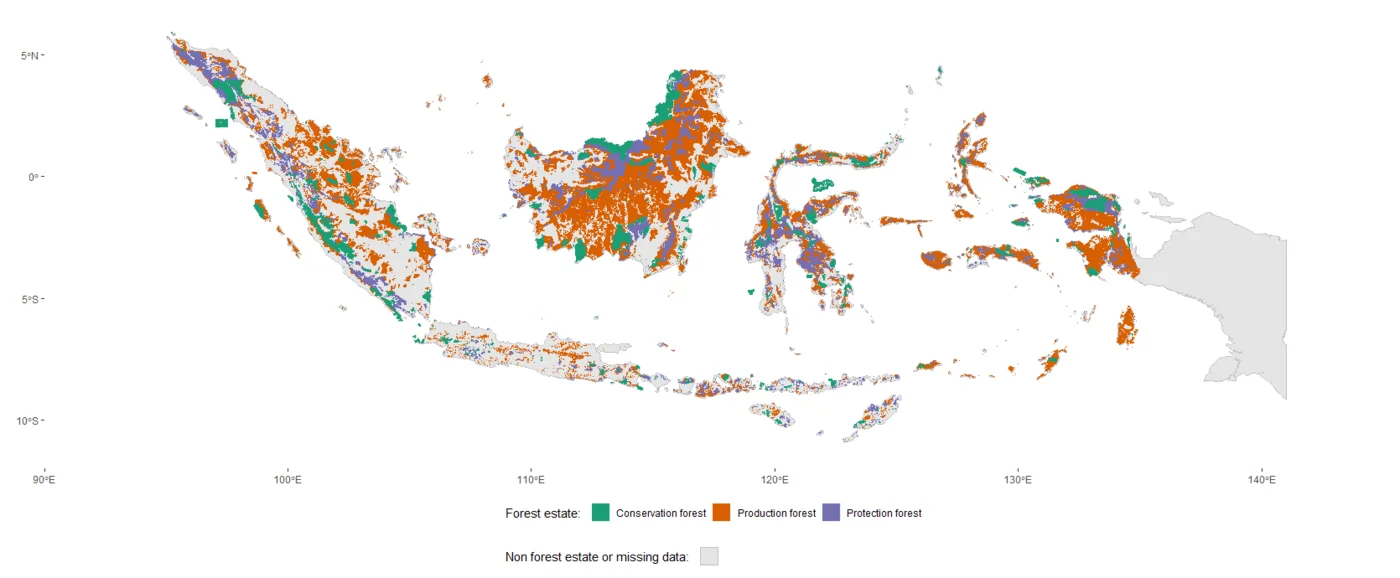 5°N
0°
5°S
10°S
90°E 100°E 110°E 120°E 130°E 140°E
Forest estate: Conservation forest Production forest Protection forest
Non forest estate or missing data: